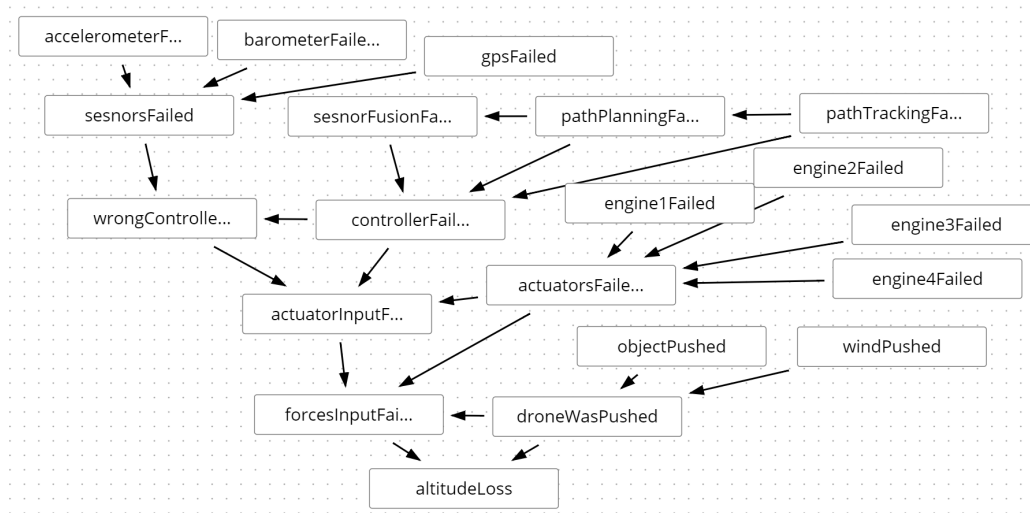 accelerometerF...
barometerFaile...
gpsFailed
sesnorsFailed
sesnorFusionFa...
pathPlanningFa...
pathTrackingFa...
engine2Failed
engine1Failed
wrongControlle...
controllerFail...
engine3Failed
actuatorsFaile...
engine4Failed
actuatorInputF...
objectPushed
windPushed
forcesInputFai...
droneWasPushed
altitudeLoss